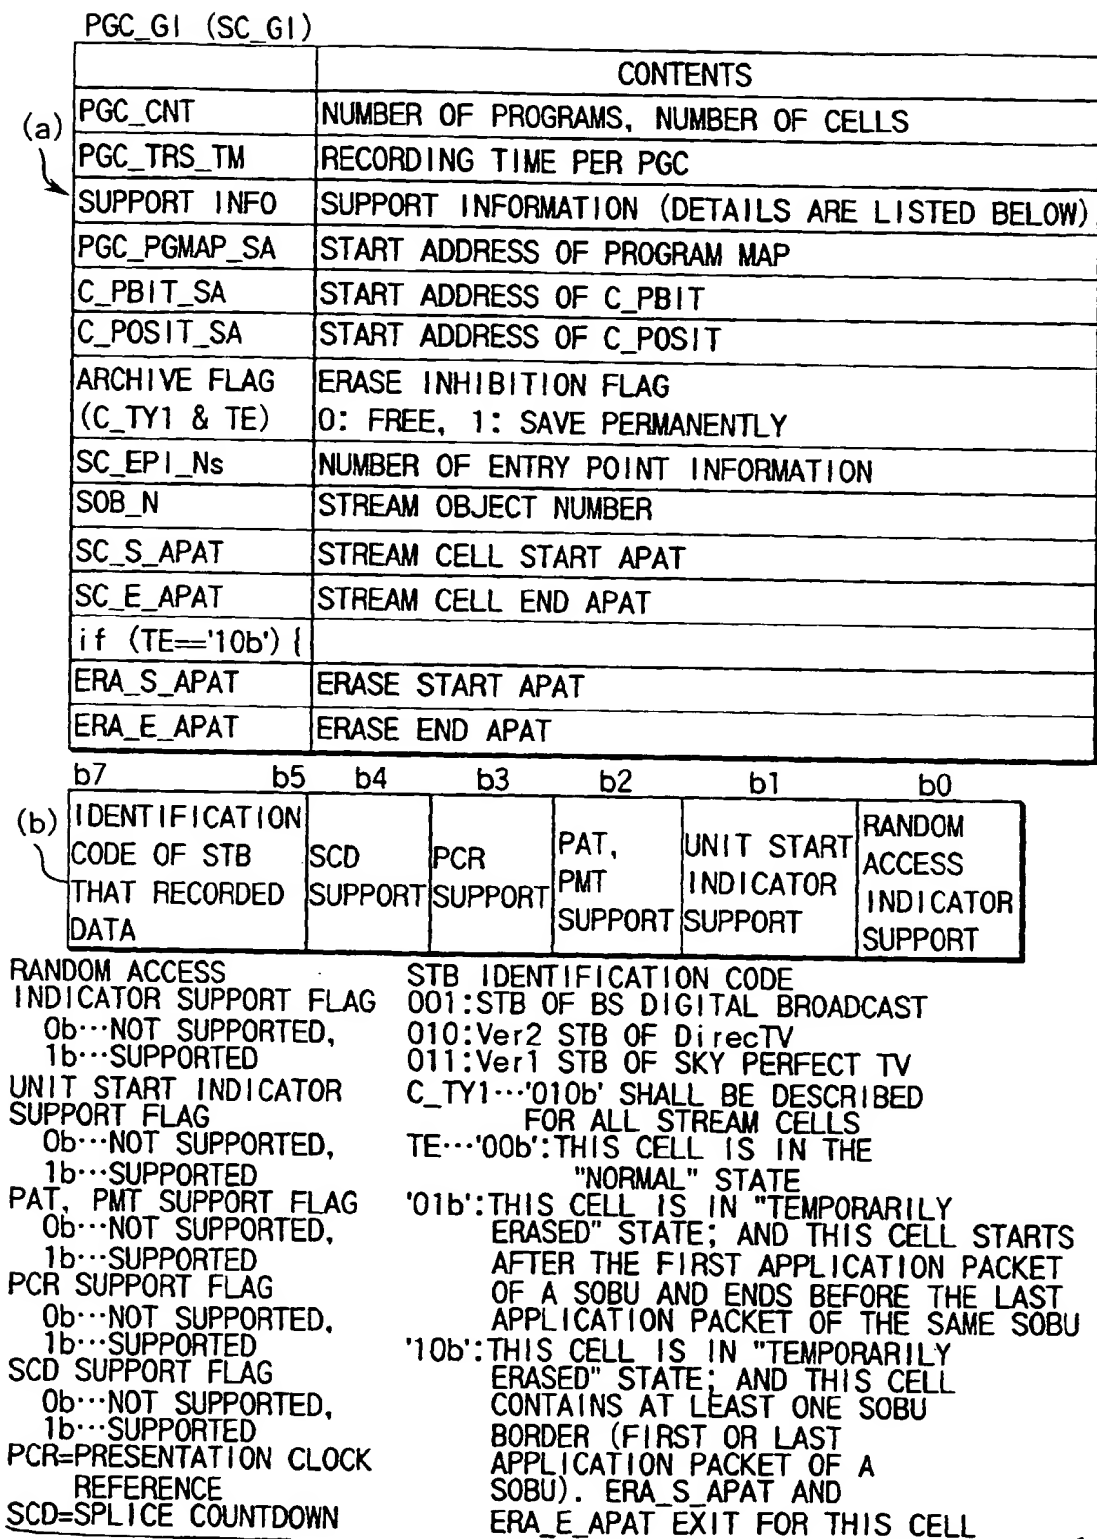 PGC_GI (SC_GI)
CONTENTS
(a)
PGC_CNT NUMBER OF PROGRAMS, NUMBER OF CELLS
PGC_TRS_TM RECORDING TIME PER PGC
SUPPORT INFO SUPPORT INFORMATION (DETAILS ARE LISTED BELOW)
PGC_PGMAP_SA START ADDRESS OF PROGRAM MAP
C_PBIT_SA START ADDRESS OF C_PBIT
C_POSIT_SA START ADDRESS OF C_POSIT
ARCHIVE FLAG ERASE INHIBITION FLAG
(C_TY1 & TE) 0: FREE, 1: SAVE PERMANENTLY
SC_EPI_Ns NUMBER OF ENTRY POINT INFORMATION
SOB_N STREAM OBJECT NUMBER
SC_S_APAT STREAM CELL START APAT
SC_E_APAT STREAM CELL END APAT
if (TE=='10b') {
ERA_S_APAT ERASE START APAT
ERA_E_APAT ERASE END APAT
b7 b5 b4 b3 b2 b1 b0
(b)
IDENTIFICATION
CODE OF STB
THAT RECORDED
DATA
SCD
SUPPORT
PCR
SUPPORT
PAT,
PMT
SUPPORT
UNIT START
INDICATOR
SUPPORT
RANDOM
ACCESS
INDICATOR
SUPPORT
RANDOM ACCESS
INDICATOR SUPPORT FLAG
0b···NOT SUPPORTED,
1b···SUPPORTED
UNIT START INDICATOR
SUPPORT FLAG
0b···NOT SUPPORTED,
1b···SUPPORTED
PAT, PMT SUPPORT FLAG
0b···NOT SUPPORTED,
1b···SUPPORTED
PCR SUPPORT FLAG
0b···NOT SUPPORTED,
1b···SUPPORTED
SCD SUPPORT FLAG
0b···NOT SUPPORTED,
1b···SUPPORTED
PCR=PRESENTATION CLOCK
REFERENCE
SCD=SPLICE COUNTDOWN
STB IDENTIFICATION CODE
001:STB OF BS DIGITAL BROADCAST
010:Ver2 STB OF DirecTV
011:Ver1 STB OF SKY PERFECT TV
C_TY1···'010b' SHALL BE DESCRIBED
FOR ALL STREAM CELLS
TE···'00b':THIS CELL IS IN THE
"NORMAL" STATE
'01b':THIS CELL IS IN "TEMPORARILY
ERASED" STATE; AND THIS CELL STARTS
AFTER THE FIRST APPLICATION PACKET
OF A SOBU AND ENDS BEFORE THE LAST
APPLICATION PACKET OF THE SAME SOBU
'10b':THIS CELL IS IN "TEMPORARILY
ERASED" STATE; AND THIS CELL
CONTAINS AT LEAST ONE SOBU
BORDER (FIRST OR LAST
APPLICATION PACKET OF A
SOBU). ERA_S_APAT AND
ERA_E_APAT EXIT FOR THIS CELL